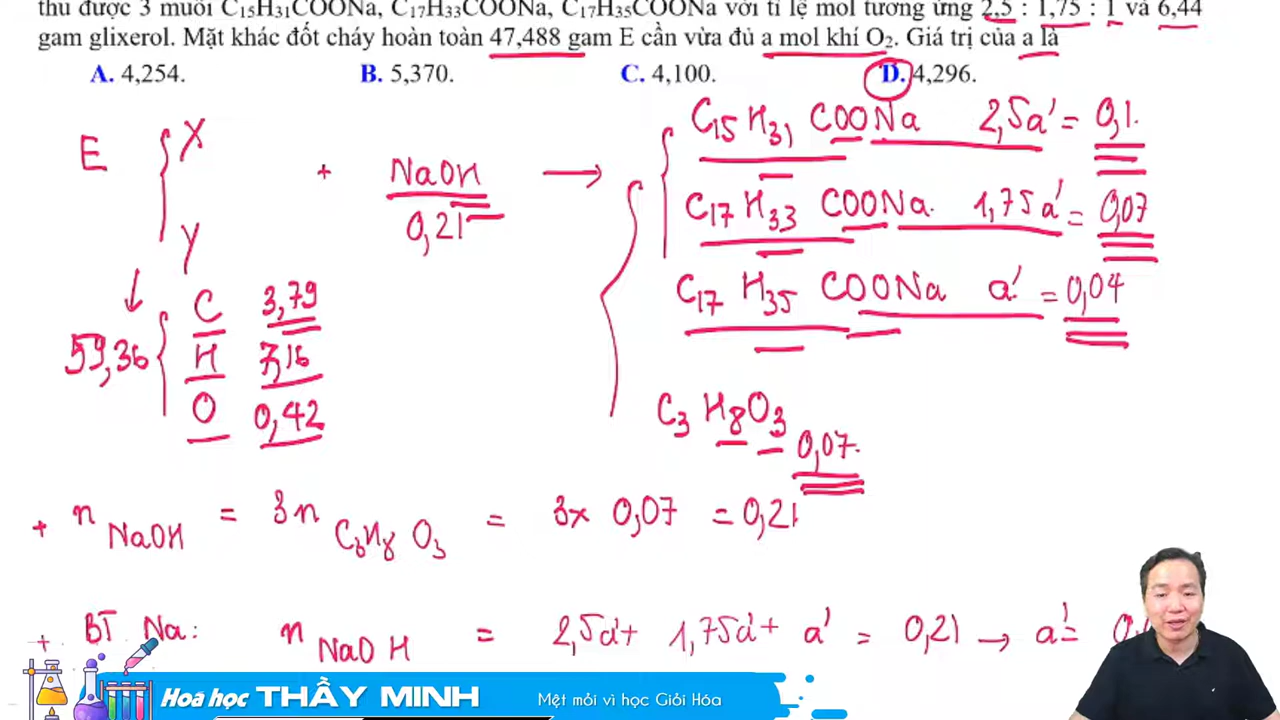 thu được 3 muối C₁₅H₃₁COONa, C₁₇H₃₃COONa, C₁₇H₃₅COONa với tỉ lệ mol tương ứng 2,5 : 1,75 : 1 và 6,44
gam glixerol. Mặt khác đốt cháy hoàn toàn 47,488 gam E cần vừa đủ a mol khí O₂. Giá trị của a là
A. 4,254. B. 5,370. C. 4,100. D. 4,296.
E { X Y + NaOH 0,21 →
C₁₅H₃₁COONa 2,5a' = 0,1.
C₁₇H₃₃COONa. 1,75a' = 0,07
C₁₇H₃₅COONa a' = 0,04
C₃H₈O₃ 0,07.
↓
59,36 {
C 3,79
H 7,16
O 0,42
+ n NaOH = 3n C₃H₈O₃ = 3x 0,07 = 0,21
+ BT Na: n NaOH = 2,5a' + 1,75a' + a' = 0,21 → a' =
Hoá học THẦY MINH
Mệt mỏi vì học Giỏi Hóa